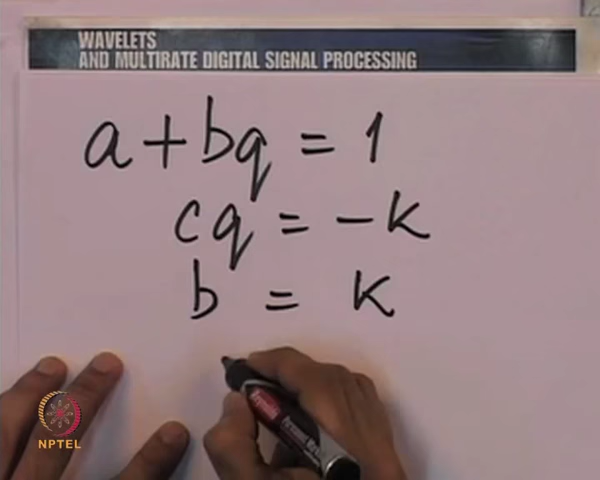 WAVELETS
AND MULTIRATE DIGITAL SIGNAL PROCESSING
a + bq = 1
cq = -K
b = K
NPTEL